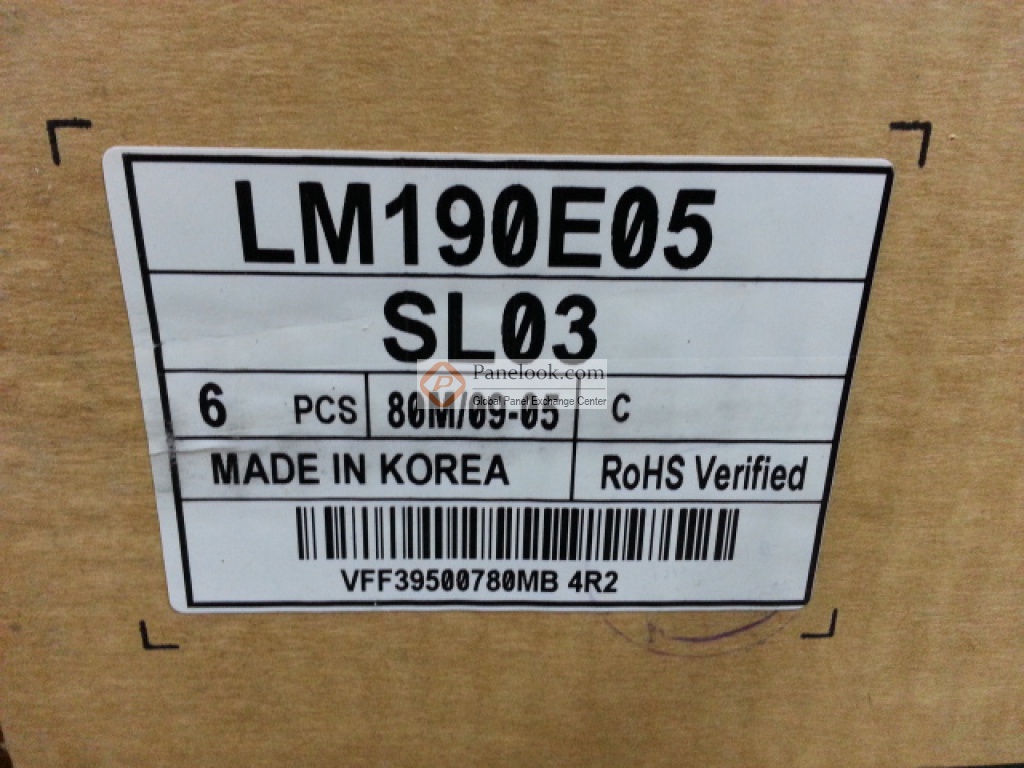 LM190E05
SL03
6 PCS 80M/09-05 C
Panelook.com
Global Panel Exchange Center
MADE IN KOREA RoHS Verified
VFF39500780MB 4R2